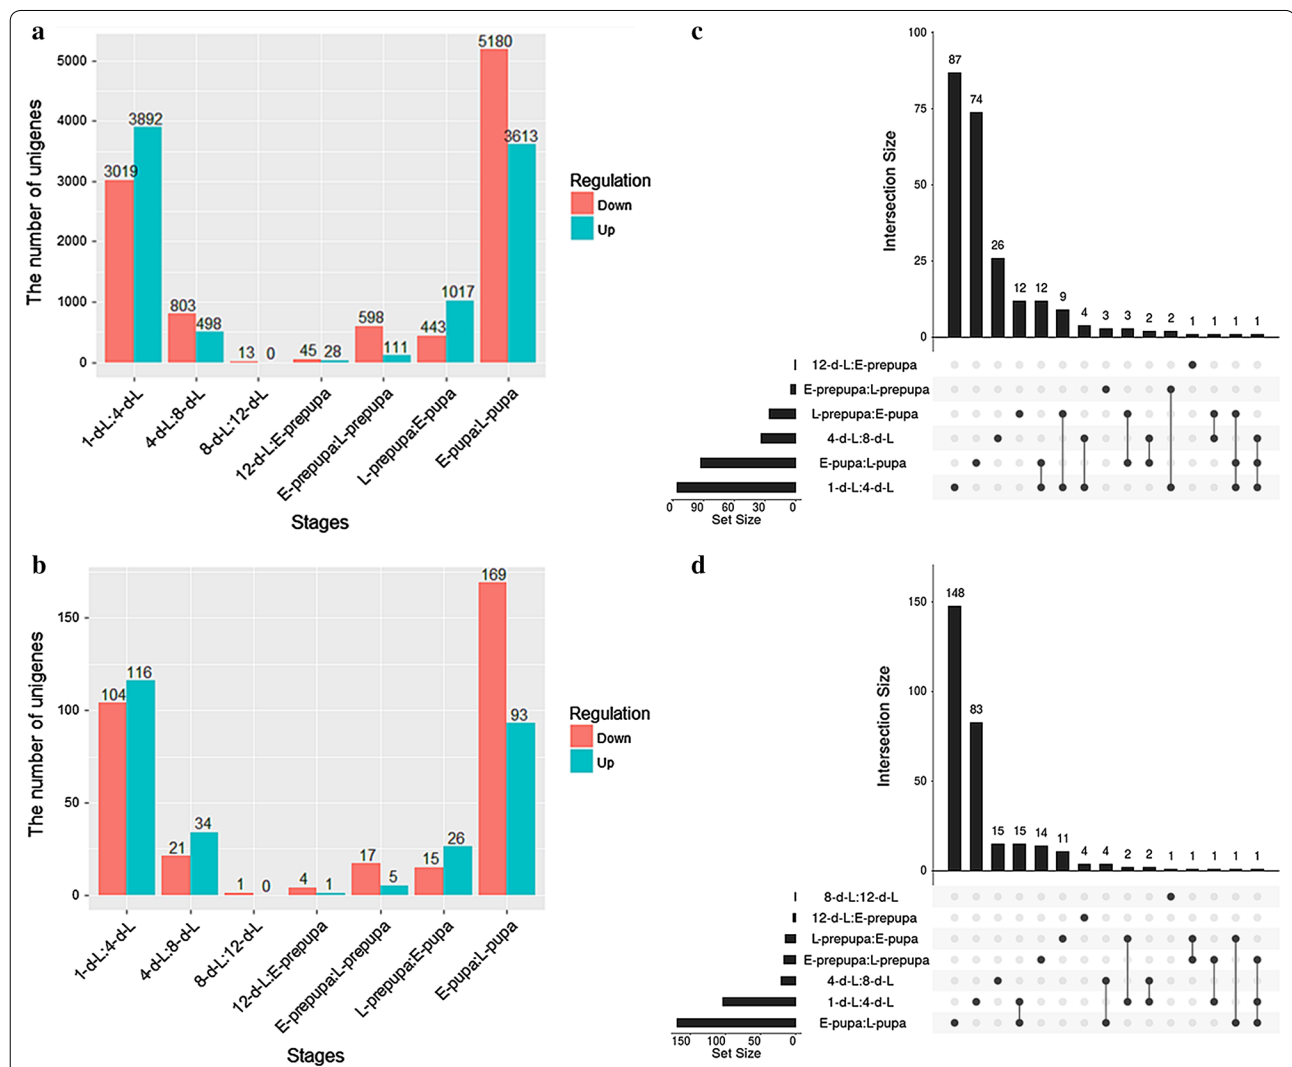 a
5000
4000
3000
2000
1000
0
The number of unigenes
3019
3892
803
498
13
0
45
28
598
111
443
1017
5180
3613
1-d-L:4-d-L
4-d-L:8-d-L
8-d-L:12-d-L
12-d-L:E-prepupa
E-prepupa:L-prepupa
L-prepupa:E-pupa
E-pupa:L-pupa
Stages
Regulation
Down
Up
b
150
100
50
0
The number of unigenes
104
116
21
34
1
0
4
1
17
5
15
26
169
93
1-d-L:4-d-L
4-d-L:8-d-L
8-d-L:12-d-L
12-d-L:E-prepupa
E-prepupa:L-prepupa
L-prepupa:E-pupa
E-pupa:L-pupa
Stages
Regulation
Down
Up
c
100
75
50
25
0
Intersection Size
87
74
26
12
12
9
4
3
3
2
2
1
1
1
1
12-d-L:E-prepupa
E-prepupa:L-prepupa
L-prepupa:E-pupa
4-d-L:8-d-L
E-pupa:L-pupa
1-d-L:4-d-L
0 90 60 30 0
Set Size
d
150
100
50
0
Intersection Size
148
83
15
15
14
11
4
4
2
2
1
1
1
1
1
8-d-L:12-d-L
12-d-L:E-prepupa
L-prepupa:E-pupa
E-prepupa:L-prepupa
4-d-L:8-d-L
1-d-L:4-d-L
E-pupa:L-pupa
150 100 50 0
Set Size